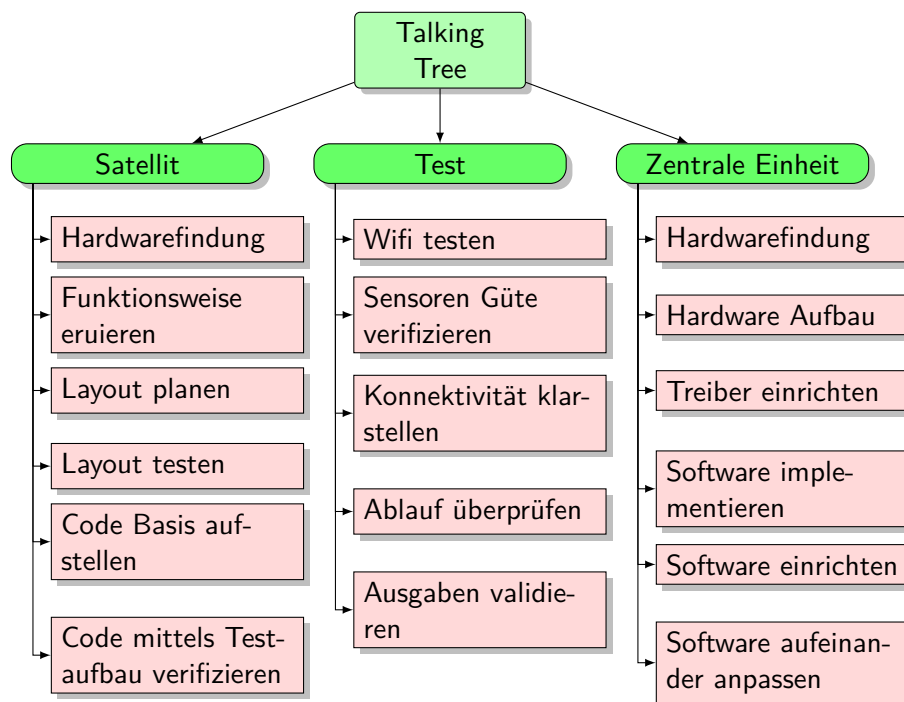 Talking
Tree
Satellit
Test
Zentrale Einheit
Hardwarefindung
Funktionsweise
eruieren
Layout planen
Layout testen
Code Basis auf-
stellen
Code mittels Test-
aufbau verifizieren
Wifi testen
Sensoren Güte
verifizieren
Konnektivität klar-
stellen
Ablauf überprüfen
Ausgaben validie-
ren
Hardwarefindung
Hardware Aufbau
Treiber einrichten
Software imple-
mentieren
Software einrichten
Software aufeinan-
der anpassen